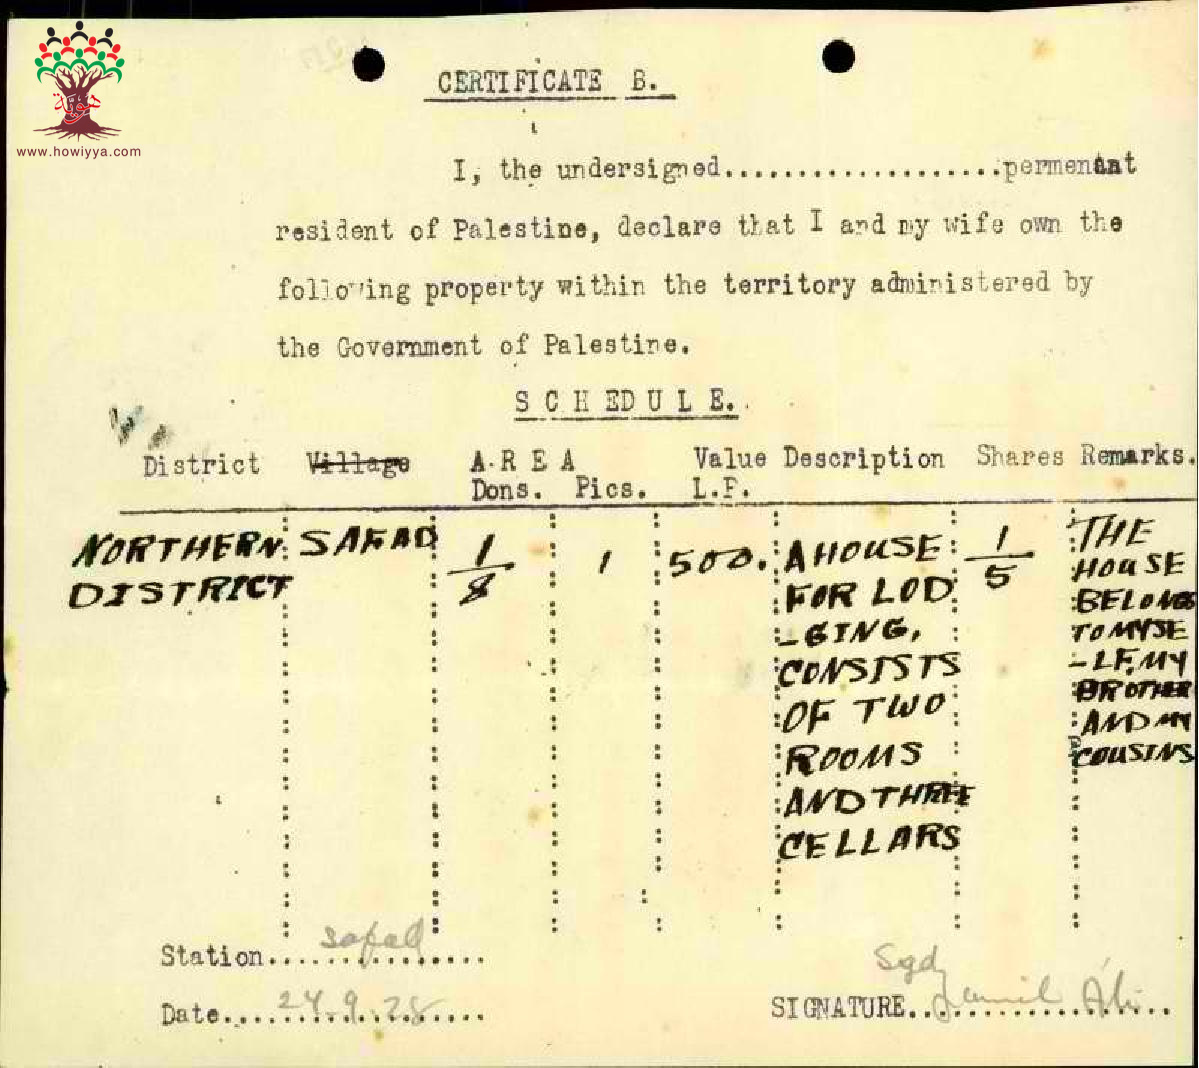 هوية
www.howiyya.com
CERTIFICATE B.
I, the undersigned...................permenant
resident of Palestine, declare that I and my wife own the
following property within the territory administered by
the Government of Palestine.
SCHEDULE.
District Village AREA Value Description Shares Remarks.
Dons. Pics. L.P.
NORTHERN DISTRICT
SAFAD
1/8
1
500.
A HOUSE
FOR LOD
-GING,
CONSISTS
OF TWO
ROOMS
AND THREE
CELLARS
1/5
THE
HOUSE
BELONGS
TO MYSE
-LF, MY
BROTHER
AND MY
COUSINS
Station.. Safad
Date.. 24.9.28
Sgd
SIGNATURE.. Jamil Ali